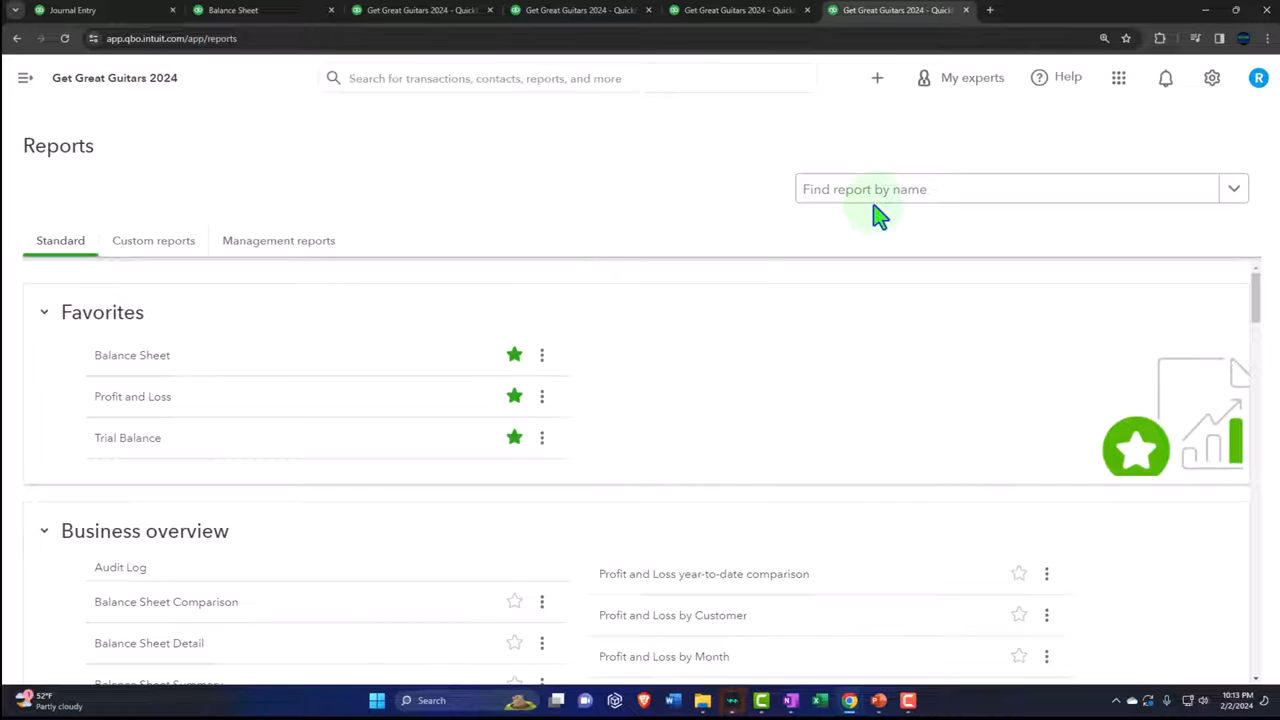 Journal Entry
Balance Sheet
Get Great Guitars 2024 - Quick
Get Great Guitars 2024 - Quick
Get Great Guitars 2024 - Quick
Get Great Guitars 2024 - Quick
app.qbo.intuit.com/app/reports
Get Great Guitars 2024
Search for transactions, contacts, reports, and more
My experts
Help
R
Reports
Find report by name
Standard
Custom reports
Management reports
Favorites
Balance Sheet
Profit and Loss
Trial Balance
Business overview
Audit Log
Profit and Loss year-to-date comparison
Balance Sheet Comparison
Profit and Loss by Customer
Balance Sheet Detail
Profit and Loss by Month
Balance Sheet Summary
52°F
Partly cloudy
Search
10:13 PM
2/2/2024